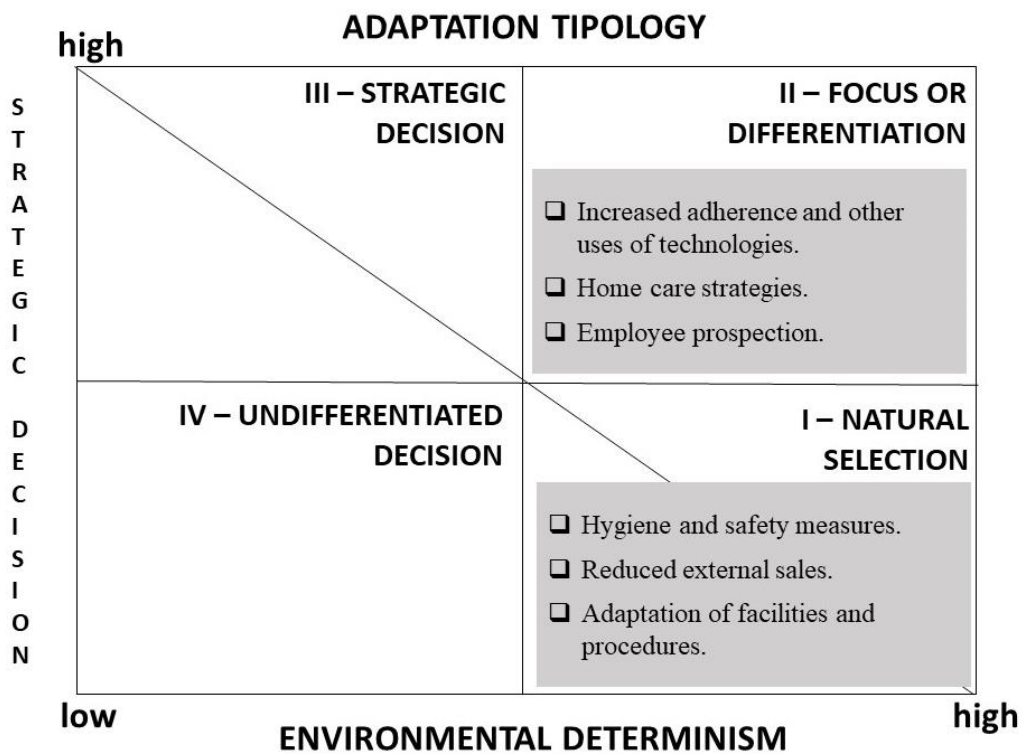 ADAPTATION TIPOLOGY
high
STRATEGIC DECISION
III – STRATEGIC
DECISION
II – FOCUS OR
DIFFERENTIATION
❑ Increased adherence and other
uses of technologies.
❑ Home care strategies.
❑ Employee prospection.
IV – UNDIFFERENTIATED
DECISION
I – NATURAL
SELECTION
❑ Hygiene and safety measures.
❑ Reduced external sales.
❑ Adaptation of facilities and
procedures.
low
high
ENVIRONMENTAL DETERMINISM